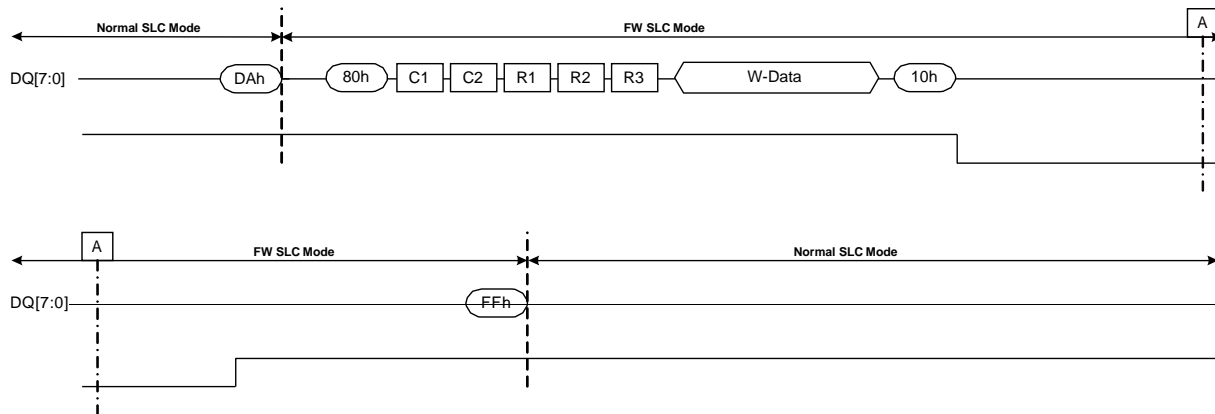 Normal SLC Mode FW SLC Mode A
DQ[7:0] DAh 80h C1 C2 R1 R2 R3 W-Data 10h
A FW SLC Mode Normal SLC Mode
DQ[7:0] FFh